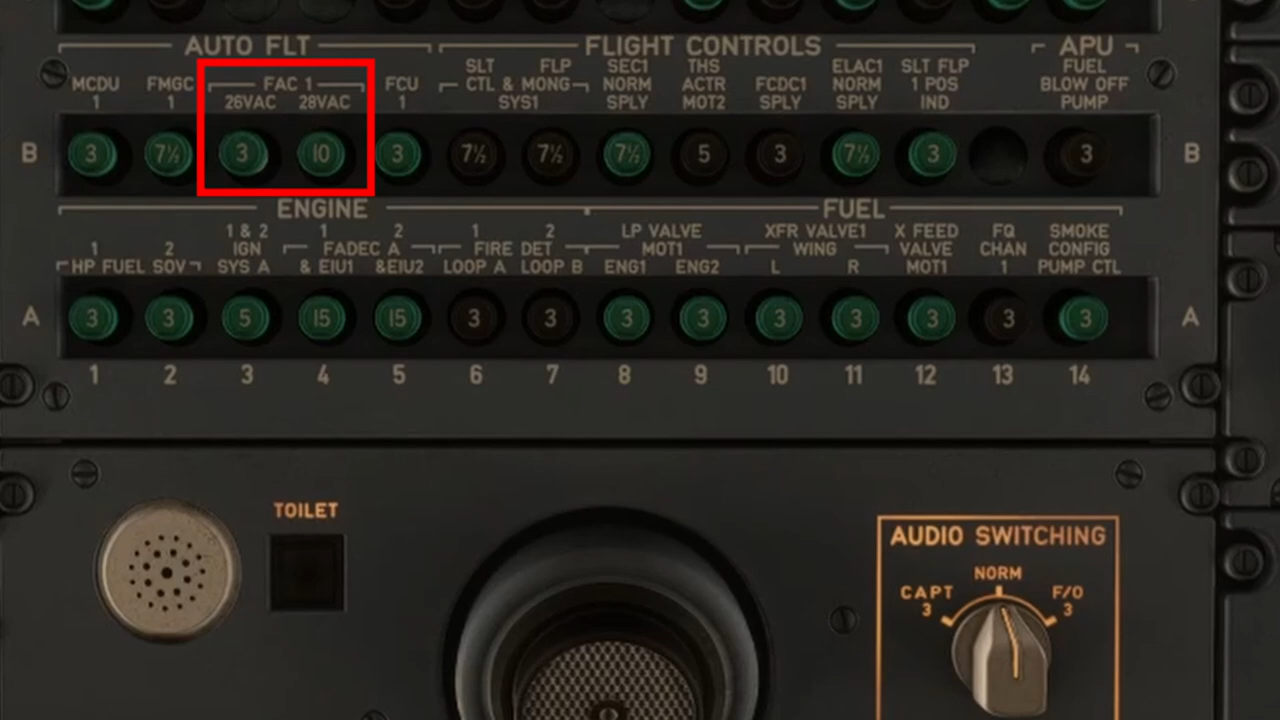 AUTO FLT FLIGHT CONTROLS APU
SLT FLP SEC1 THS ELAC1 SLT FLP FUEL
MCDU FMGC FAC 1 FCU CTL & MONG NORM ACTR FCDC1 NORM 1 POS BLOW OFF
1 1 26VAC 28VAC 1 SYS1 SPLY MOT2 SPLY SPLY IND PUMP
B 3 7½ 3 10 3 7½ 7½ 7½ 5 3 7½ 3 3 B
ENGINE FUEL
1 & 2 1 2 1 2 LP VALVE XFR VALVE1 X FEED FQ SMOKE
1 2 IGN FADEC A FIRE DET MOT1 WING VALVE CHAN CONFIG
HP FUEL SOV SYS A & EIU1 &EIU2 LOOP A LOOP B ENG1 ENG2 L R MOT1 1 PUMP CTL
A 3 3 5 15 15 3 3 3 3 3 3 3 3 3 A
1 2 3 4 5 6 7 8 9 10 11 12 13 14
TOILET
AUDIO SWITCHING
NORM
CAPT F/O
3 3